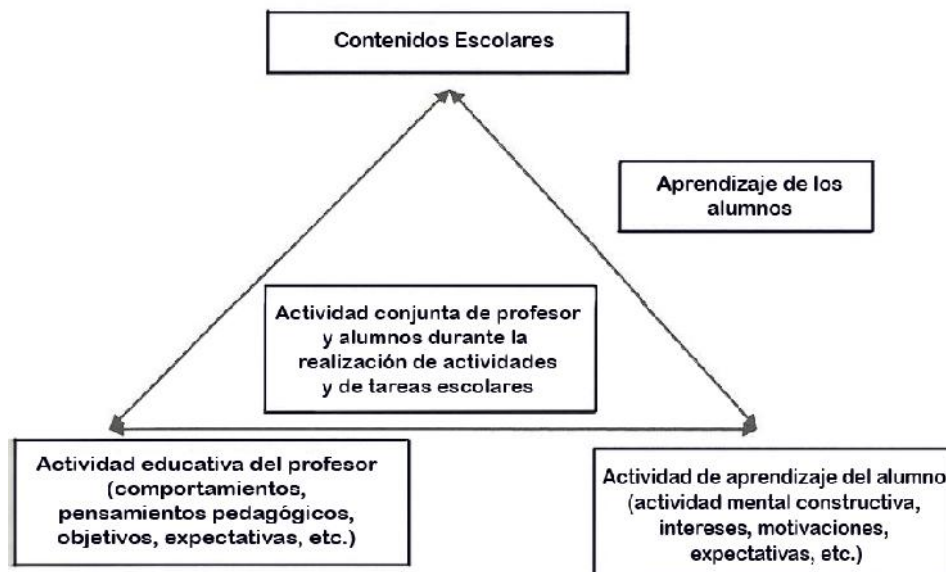 Contenidos Escolares
Aprendizaje de los
alumnos
Actividad conjunta de profesor
y alumnos durante la
realización de actividades
y de tareas escolares
Actividad educativa del profesor
(comportamientos,
pensamientos pedagógicos,
objetivos, expectativas, etc.)
Actividad de aprendizaje del alumno
(actividad mental constructiva,
intereses, motivaciones,
expectativas, etc.)